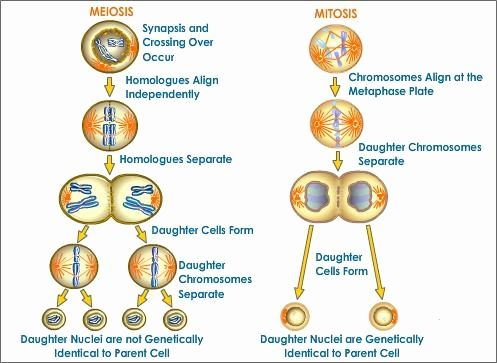 MEIOSIS
Synapsis and
Crossing Over
Occur
Homologues Align
Independently
Homologues Separate
Daughter Cells Form
Daughter
Chromosomes
Separate
Daughter Nuclei are not Genetically
Identical to Parent Cell
MITOSIS
Chromosomes Align at the
Metaphase Plate
Daughter Chromosomes
Separate
Daughter
Cells Form
Daughter Nuclei are Genetically
Identical to Parent Cell